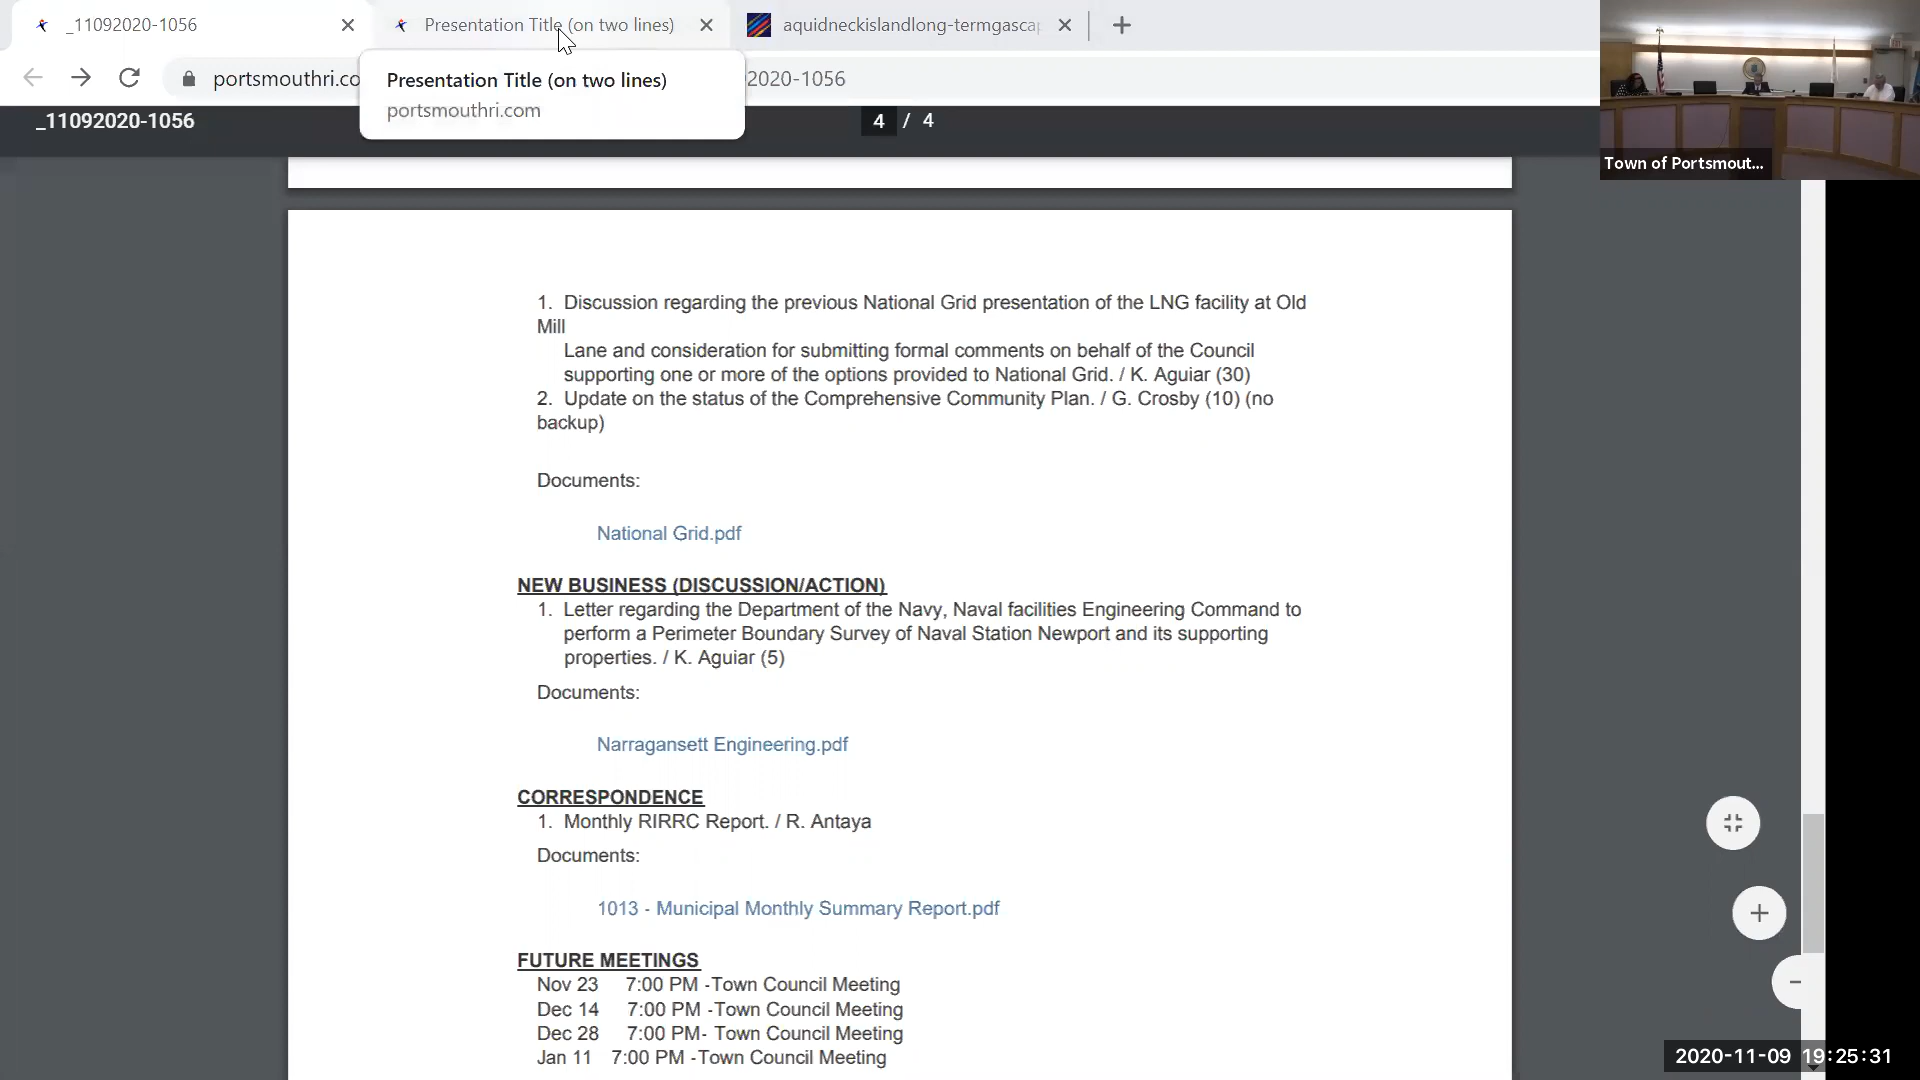 _11092020-1056
Presentation Title (on two lines)
aquidneckislandlong-termgascap
portsmouthri.co
2020-1056
Presentation Title (on two lines)
portsmouthri.com
_11092020-1056
4 / 4
Town of Portsmout...
1. Discussion regarding the previous National Grid presentation of the LNG facility at Old
Mill
Lane and consideration for submitting formal comments on behalf of the Council
supporting one or more of the options provided to National Grid. / K. Aguiar (30)
2. Update on the status of the Comprehensive Community Plan. / G. Crosby (10) (no
backup)
Documents:
National Grid.pdf
NEW BUSINESS (DISCUSSION/ACTION)
1. Letter regarding the Department of the Navy, Naval facilities Engineering Command to
perform a Perimeter Boundary Survey of Naval Station Newport and its supporting
properties. / K. Aguiar (5)
Documents:
Narragansett Engineering.pdf
CORRESPONDENCE
1. Monthly RIRRC Report. / R. Antaya
Documents:
1013 - Municipal Monthly Summary Report.pdf
FUTURE MEETINGS
Nov 23 7:00 PM -Town Council Meeting
Dec 14 7:00 PM -Town Council Meeting
Dec 28 7:00 PM- Town Council Meeting
Jan 11 7:00 PM -Town Council Meeting
2020-11-09 19:25:31